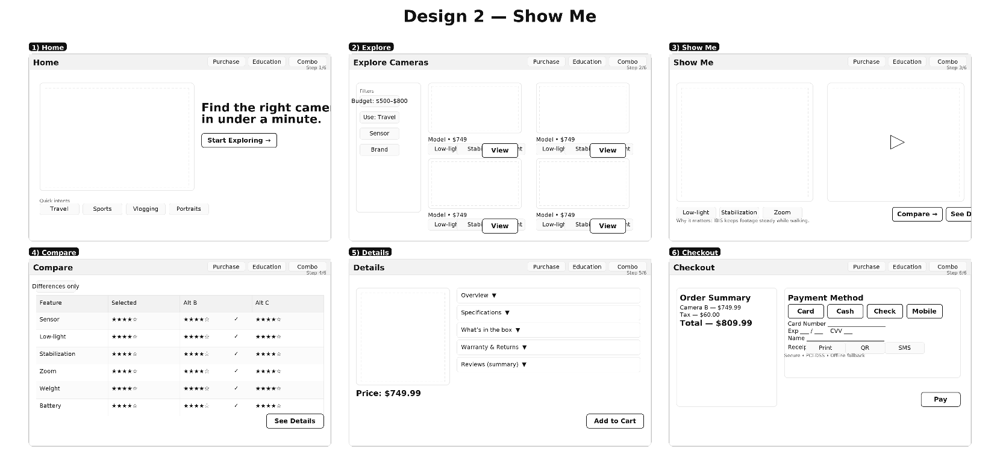 Design 2 — Show Me
1) Home
Home
Purchase
Education
Combo
Step 1/6
Find the right came
in under a minute.
Start Exploring →
Quick intents
Travel
Sports
Vlogging
Portraits
2) Explore
Explore Cameras
Purchase
Education
Combo
Step 2/6
Filters
Budget: $500–$800
Use: Travel
Sensor
Brand
Model • $749
Low-ligh
Stabi
View
Model • $749
Low-ligh
Stabi
View
Model • $749
Low-ligh
Stabi
View
Model • $749
Low-ligh
Stabi
View
3) Show Me
Show Me
Purchase
Education
Combo
Step 3/6
Low-light
Stabilization
Zoom
Compare →
See D
Why it matters: IBIS keeps footage steady while walking.
4) Compare
Compare
Purchase
Education
Combo
Step 4/6
Differences only
Feature Selected Alt B Alt C
Sensor ★★★★☆ ★★★★☆ ✓ ★★★★☆
Low-light ★★★★☆ ★★★★☆ ✓ ★★★★☆
Stabilization ★★★★☆ ★★★★☆ ✓ ★★★★☆
Zoom ★★★★☆ ★★★★☆ ✓ ★★★★☆
Weight ★★★★☆ ★★★★☆ ✓ ★★★★☆
Battery ★★★★☆ ★★★★☆ ✓ ★★★★☆
See Details
5) Details
Details
Purchase
Education
Combo
Step 5/6
Overview ▼
Specifications ▼
What's in the box ▼
Warranty & Returns ▼
Reviews (summary) ▼
Price: $749.99
Add to Cart
6) Checkout
Checkout
Purchase
Education
Combo
Step 6/6
Order Summary
Camera B — $749.99
Tax — $60.00
Total — $809.99
Payment Method
Card
Cash
Check
Mobile
Card Number ____________________
Exp ___ / ___ CVV ___
Name ___________________________
Receip
Print
QR
SMS
Secure • PCI-DSS • Offline fallback
Pay